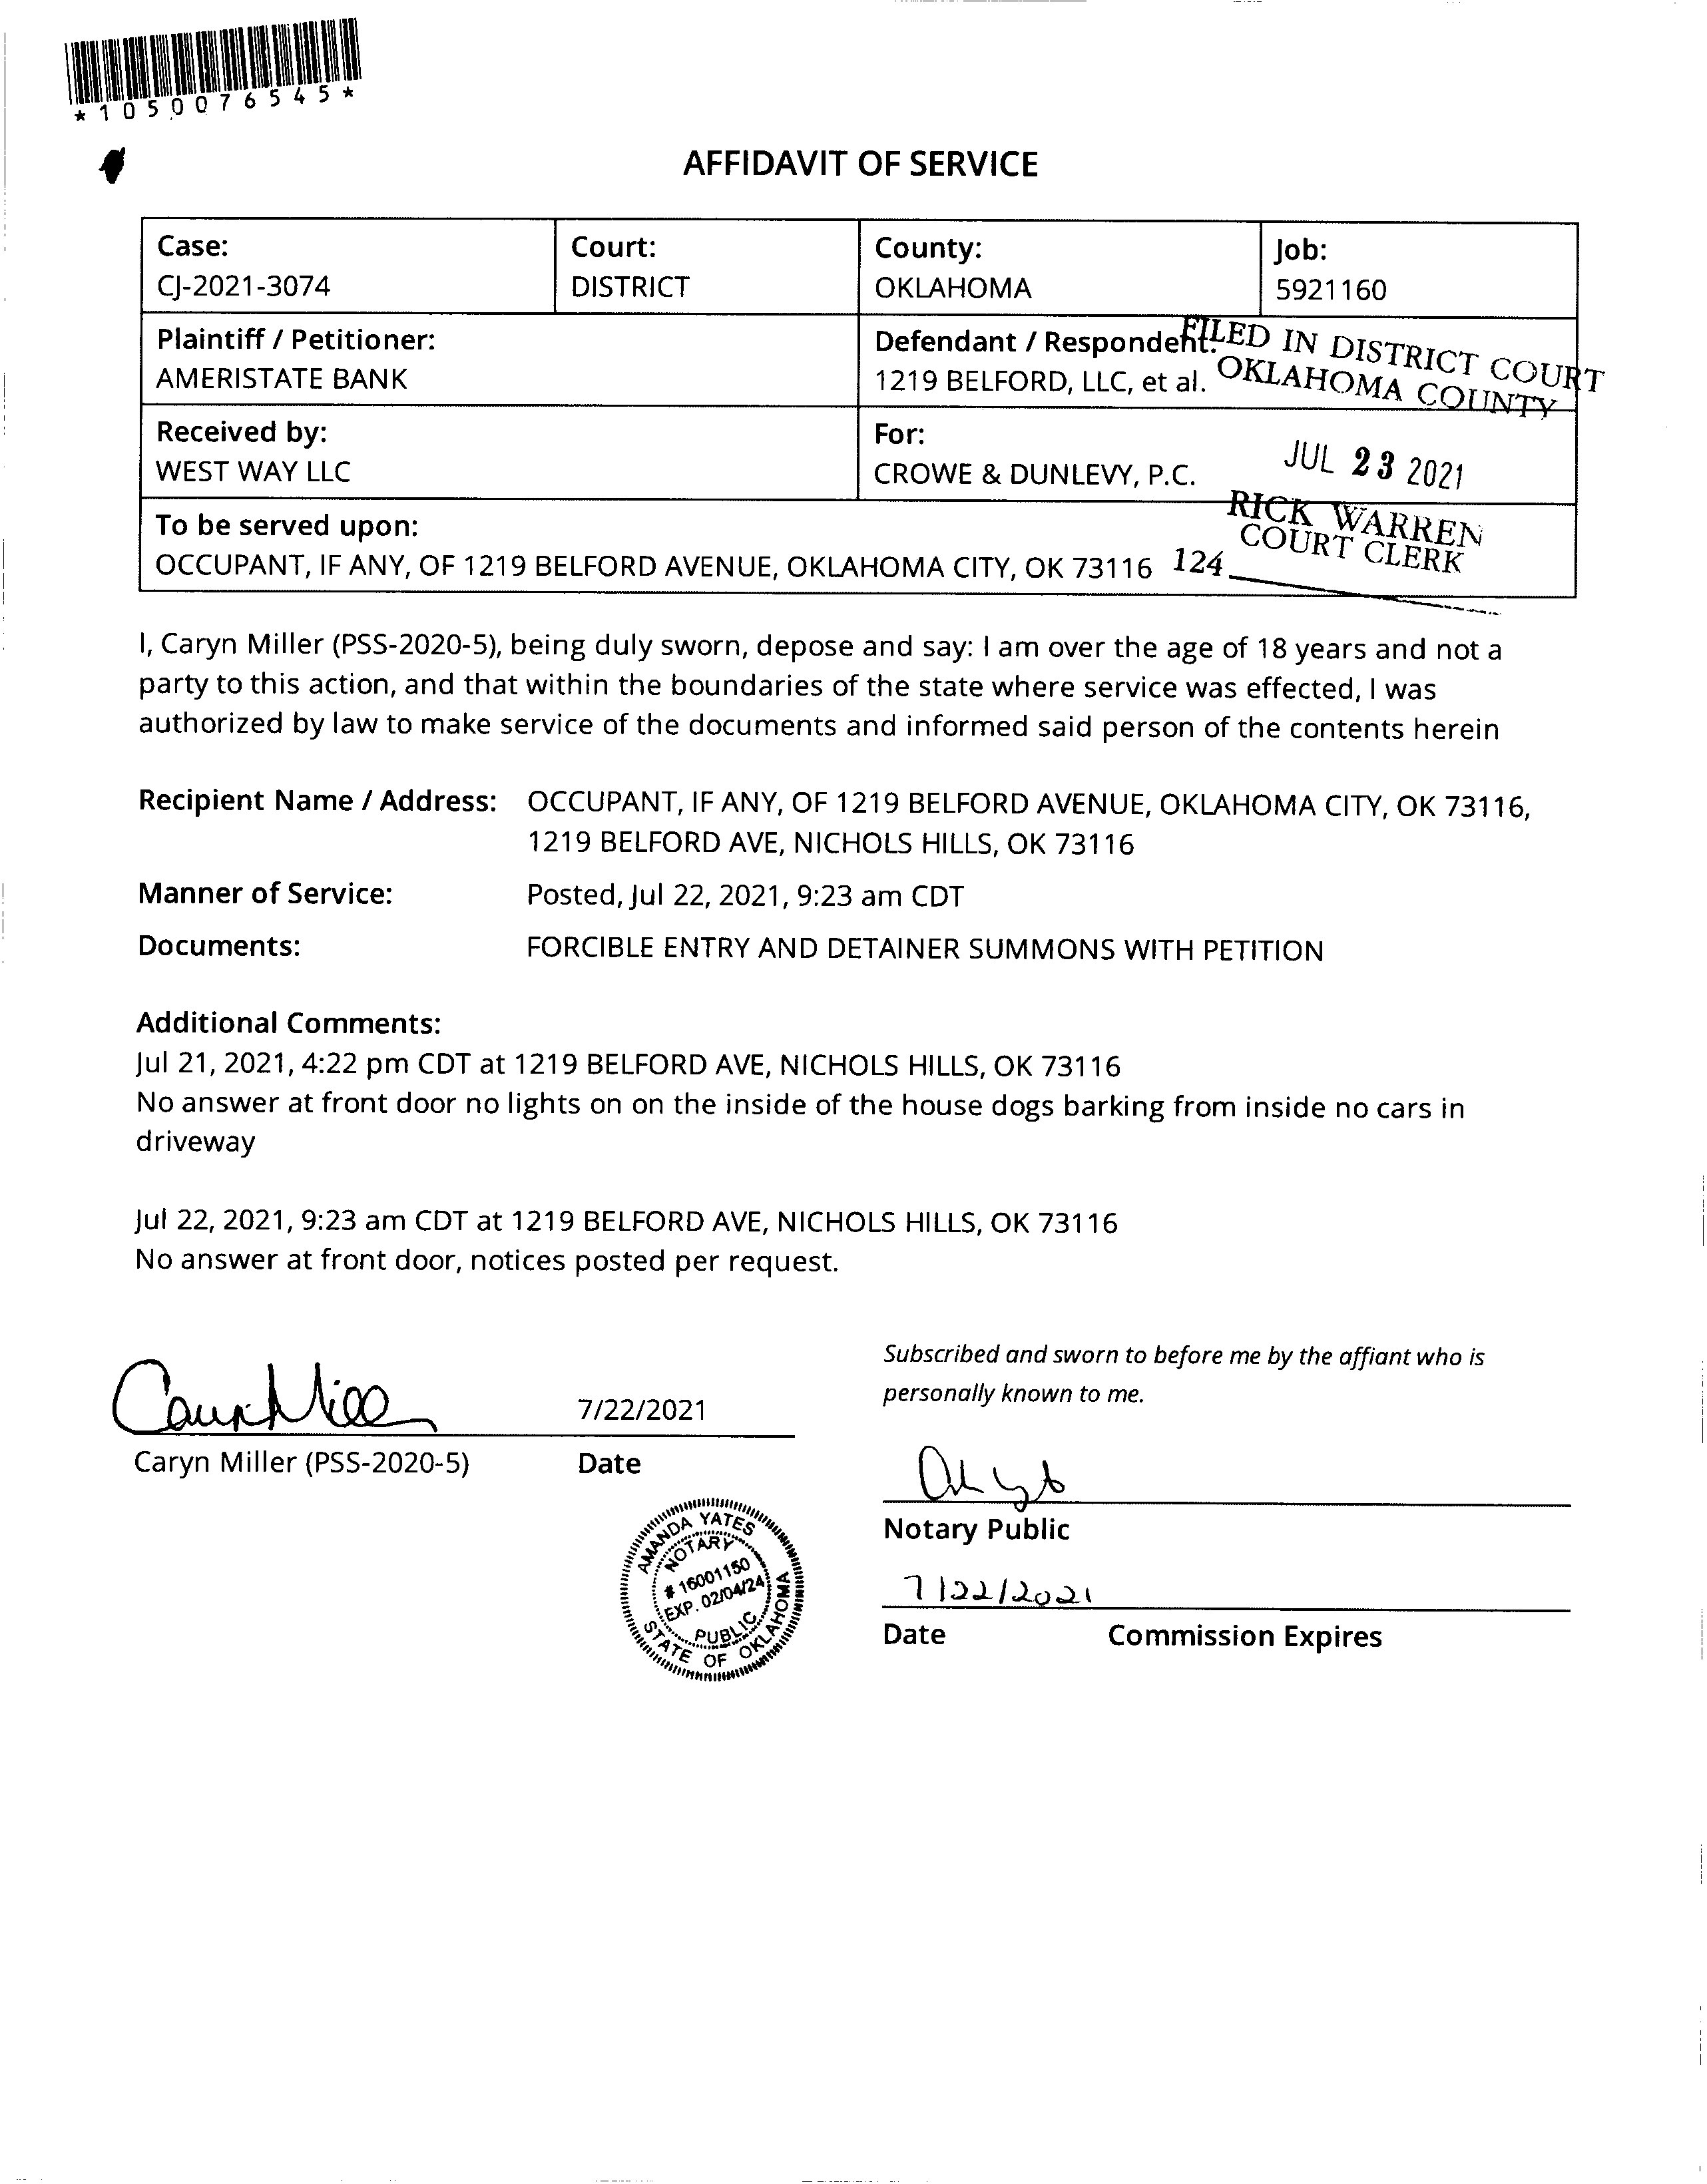 *1050076545*
AFFIDAVIT OF SERVICE
Case:
CJ-2021-3074
Court:
DISTRICT
County:
OKLAHOMA
Job:
5921160
Plaintiff / Petitioner:
AMERISTATE BANK
Defendant / Respondent:
1219 BELFORD, LLC, et al.
FILED IN DISTRICT COURT
OKLAHOMA COUNTY
Received by:
WEST WAY LLC
For:
CROWE & DUNLEVY, P.C.
JUL 23 2021
RICK WARREN
COURT CLERK
124
To be served upon:
OCCUPANT, IF ANY, OF 1219 BELFORD AVENUE, OKLAHOMA CITY, OK 73116
I, Caryn Miller (PSS-2020-5), being duly sworn, depose and say: I am over the age of 18 years and not a
party to this action, and that within the boundaries of the state where service was effected, I was
authorized by law to make service of the documents and informed said person of the contents herein
Recipient Name / Address: OCCUPANT, IF ANY, OF 1219 BELFORD AVENUE, OKLAHOMA CITY, OK 73116,
1219 BELFORD AVE, NICHOLS HILLS, OK 73116
Manner of Service: Posted, Jul 22, 2021, 9:23 am CDT
Documents: FORCIBLE ENTRY AND DETAINER SUMMONS WITH PETITION
Additional Comments:
Jul 21, 2021, 4:22 pm CDT at 1219 BELFORD AVE, NICHOLS HILLS, OK 73116
No answer at front door no lights on on the inside of the house dogs barking from inside no cars in
driveway
Jul 22, 2021, 9:23 am CDT at 1219 BELFORD AVE, NICHOLS HILLS, OK 73116
No answer at front door, notices posted per request.
Subscribed and sworn to before me by the affiant who is
personally known to me.
7/22/2021
Caryn Miller (PSS-2020-5) Date
Notary Public
7/22/2021
Date Commission Expires
AMANDA YATES
NOTARY
# 16001150
EXP. 02/04/24
PUBLIC
STATE OF OKLAHOMA